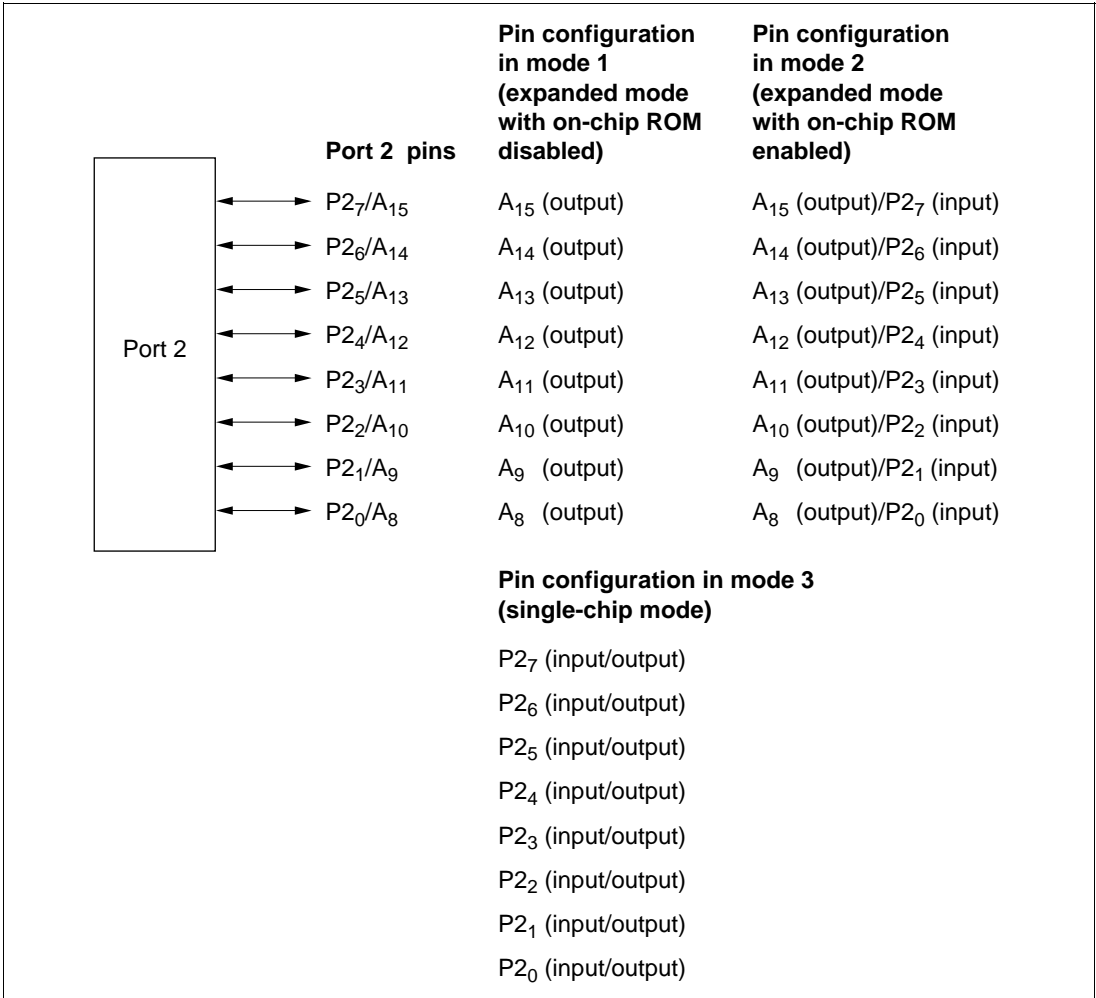 Pin configuration in mode 1 (expanded mode with on-chip ROM disabled)
Pin configuration in mode 2 (expanded mode with on-chip ROM enabled)
Port 2 pins
Port 2
P2₇/A₁₅ A₁₅ (output) A₁₅ (output)/P2₇ (input)
P2₆/A₁₄ A₁₄ (output) A₁₄ (output)/P2₆ (input)
P2₅/A₁₃ A₁₃ (output) A₁₃ (output)/P2₅ (input)
P2₄/A₁₂ A₁₂ (output) A₁₂ (output)/P2₄ (input)
P2₃/A₁₁ A₁₁ (output) A₁₁ (output)/P2₃ (input)
P2₂/A₁₀ A₁₀ (output) A₁₀ (output)/P2₂ (input)
P2₁/A₉ A₉ (output) A₉ (output)/P2₁ (input)
P2₀/A₈ A₈ (output) A₈ (output)/P2₀ (input)
Pin configuration in mode 3
(single-chip mode)
P2₇ (input/output)
P2₆ (input/output)
P2₅ (input/output)
P2₄ (input/output)
P2₃ (input/output)
P2₂ (input/output)
P2₁ (input/output)
P2₀ (input/output)